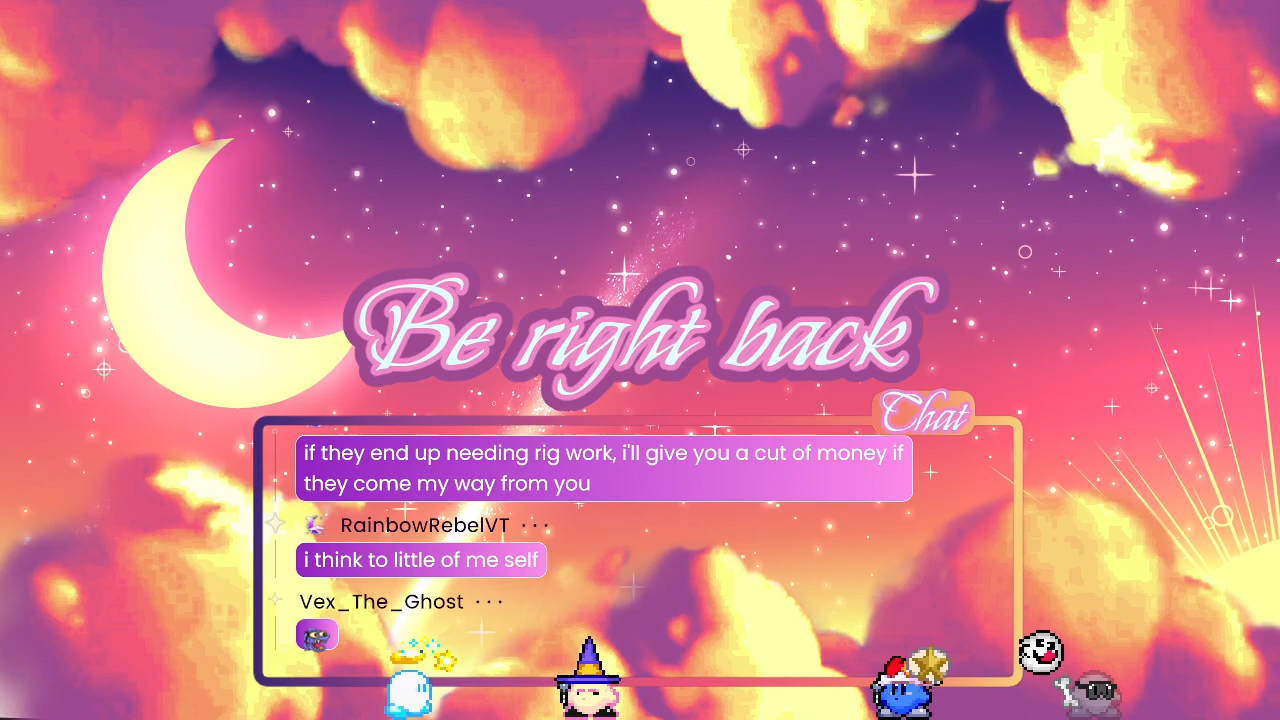 Be right back
Chat
if they end up needing rig work, i'll give you a cut of money if
they come my way from you
RainbowRebelVT ...
i think to little of me self
Vex_The_Ghost ...